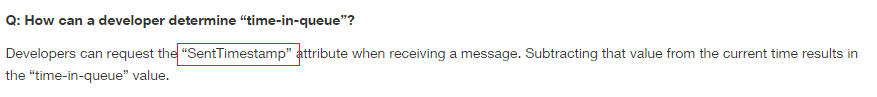 Q: How can a developer determine “time-in-queue”?
Developers can request the “SentTimestamp” attribute when receiving a message. Subtracting that value from the current time results in
the “time-in-queue” value.